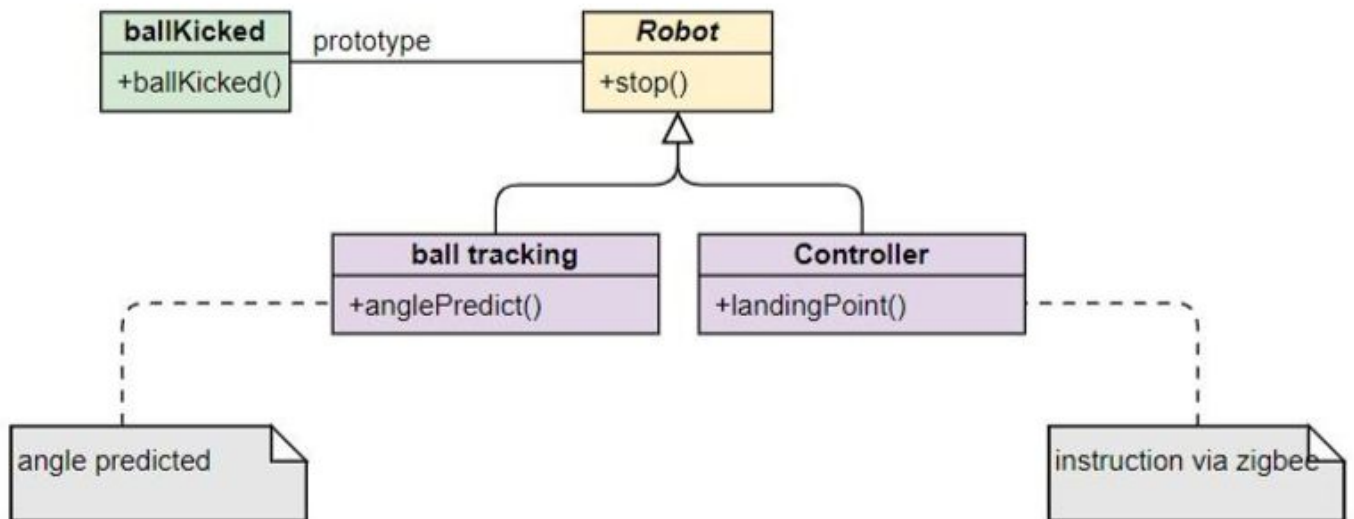 ballKicked
+ballKicked()
prototype
Robot
+stop()
ball tracking
+anglePredict()
Controller
+landingPoint()
angle predicted
instruction via zigbee